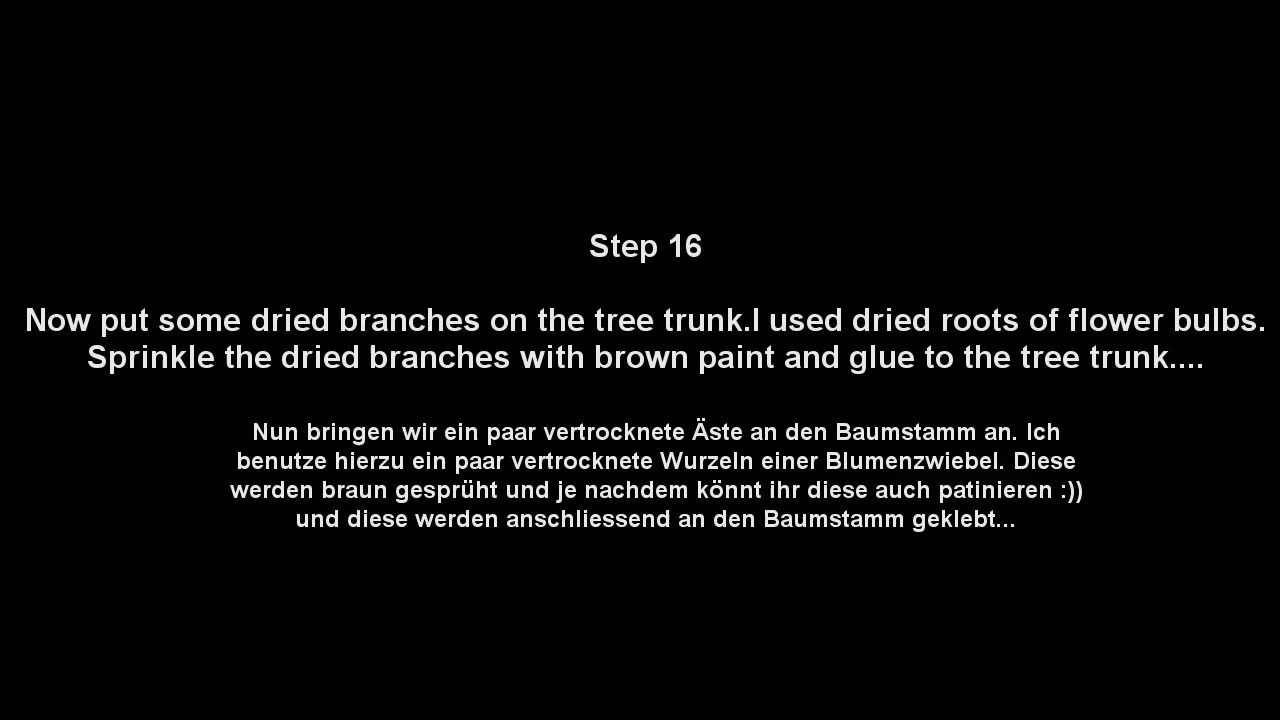 Step 16
Now put some dried branches on the tree trunk.I used dried roots of flower bulbs.
Sprinkle the dried branches with brown paint and glue to the tree trunk....
Nun bringen wir ein paar vertrocknete Äste an den Baumstamm an. Ich
benutze hierzu ein paar vertrocknete Wurzeln einer Blumenzwiebel. Diese
werden braun gesprüht und je nachdem könnt ihr diese auch patinieren :))
und diese werden anschliessend an den Baumstamm geklebt...